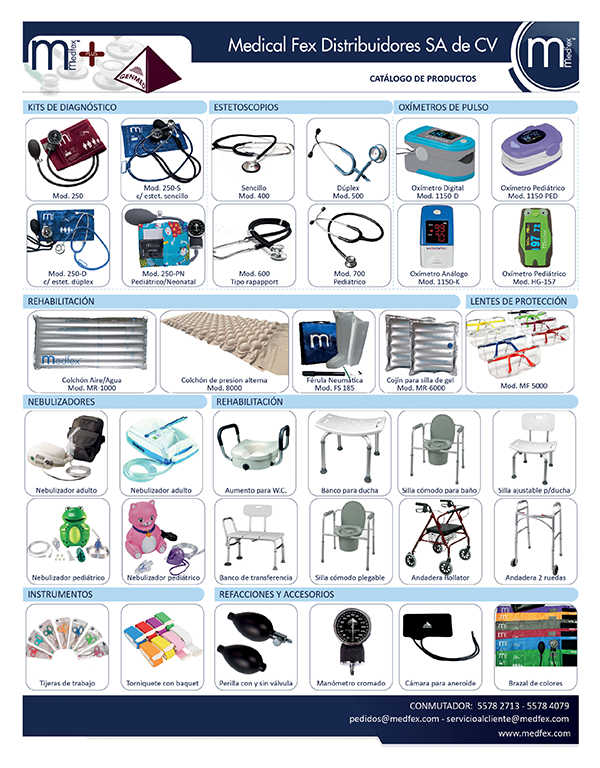 m
Medfex
PLUS
GENMED
Medical Fex Distribuidores SA de CV
m
Medfex
CATÁLOGO DE PRODUCTOS
KITS DE DIAGNÓSTICO
ESTETOSCOPIOS
OXÍMETROS DE PULSO
Mod. 250
Mod. 250-S
c/ estet. sencillo
Sencillo
Mod. 400
Dúplex
Mod. 500
Oxímetro Digital
Mod. 1150-D
Oxímetro Pediátrico
Mod. 1150 PED
Mod. 250-D
c/ estet. dúplex
Mod. 250-PN
Pediátrico/Neonatal
Mod. 600
Tipo rapapport
Mod. 700
Pediátrico
Oxímetro Análogo
Mod. 1150-K
Oxímetro Pediátrico
Mod. HG-157
REHABILITACIÓN
LENTES DE PROTECCIÓN
Medfex
Colchón Aire/Agua
Mod. MR-1000
Colchón de presion alterna
Mod. 8000
Férula Neumática
Mod. FS 185
Cojín para silla de gel
Mod. MR-6000
Mod. MF 5000
NEBULIZADORES
REHABILITACIÓN
Nebulizador adulto
Nebulizador adulto
Aumento para W.C.
Banco para ducha
Silla cómodo para baño
Silla ajustable p/ducha
Nebulizador pediátrico
Nebulizador pediátrico
Banco de transferencia
Silla cómodo plegable
Andadera Rollator
Andadera 2 ruedas
INSTRUMENTOS
REFACCIONES Y ACCESORIOS
Tijeras de trabajo
Torniquete con baquet
Perilla con y sin válvula
Manómetro cromado
Cámara para aneroide
Brazal de colores
CONMUTADOR: 5578 2713 - 5578 4079
pedidos@medfex.com - servicioalcliente@medfex.com
www.medfex.com